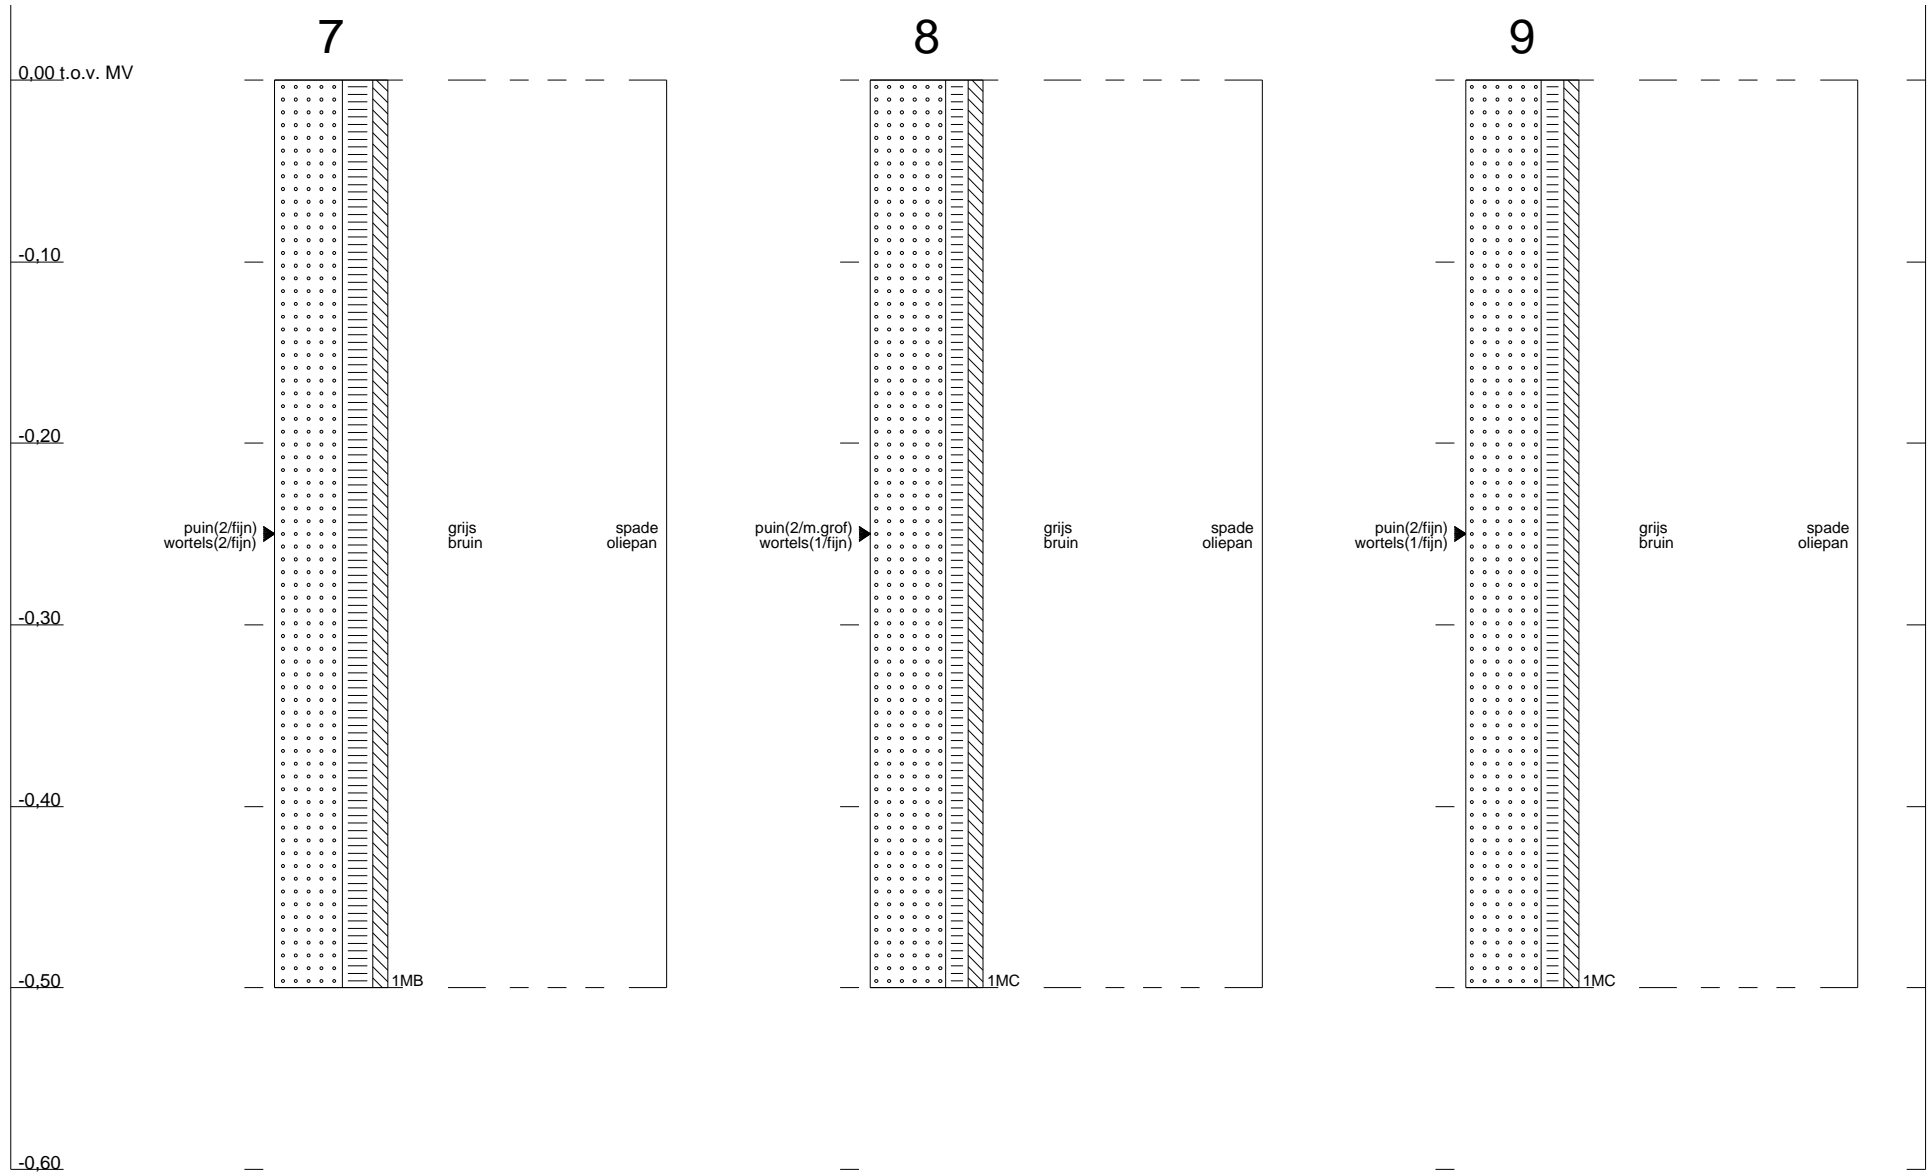 7 8 9
0,00 t.o.v. MV
-0,10
-0,20
puin(2/fijn) grijs spade puin(2/m.grof) grijs spade puin(2/fijn) grijs spade
wortels(2/fijn) bruin oliepan wortels(1/fijn) bruin oliepan wortels(1/fijn) bruin oliepan
-0,30
-0,40
-0,50 1MB 1MC 1MC
-0,60